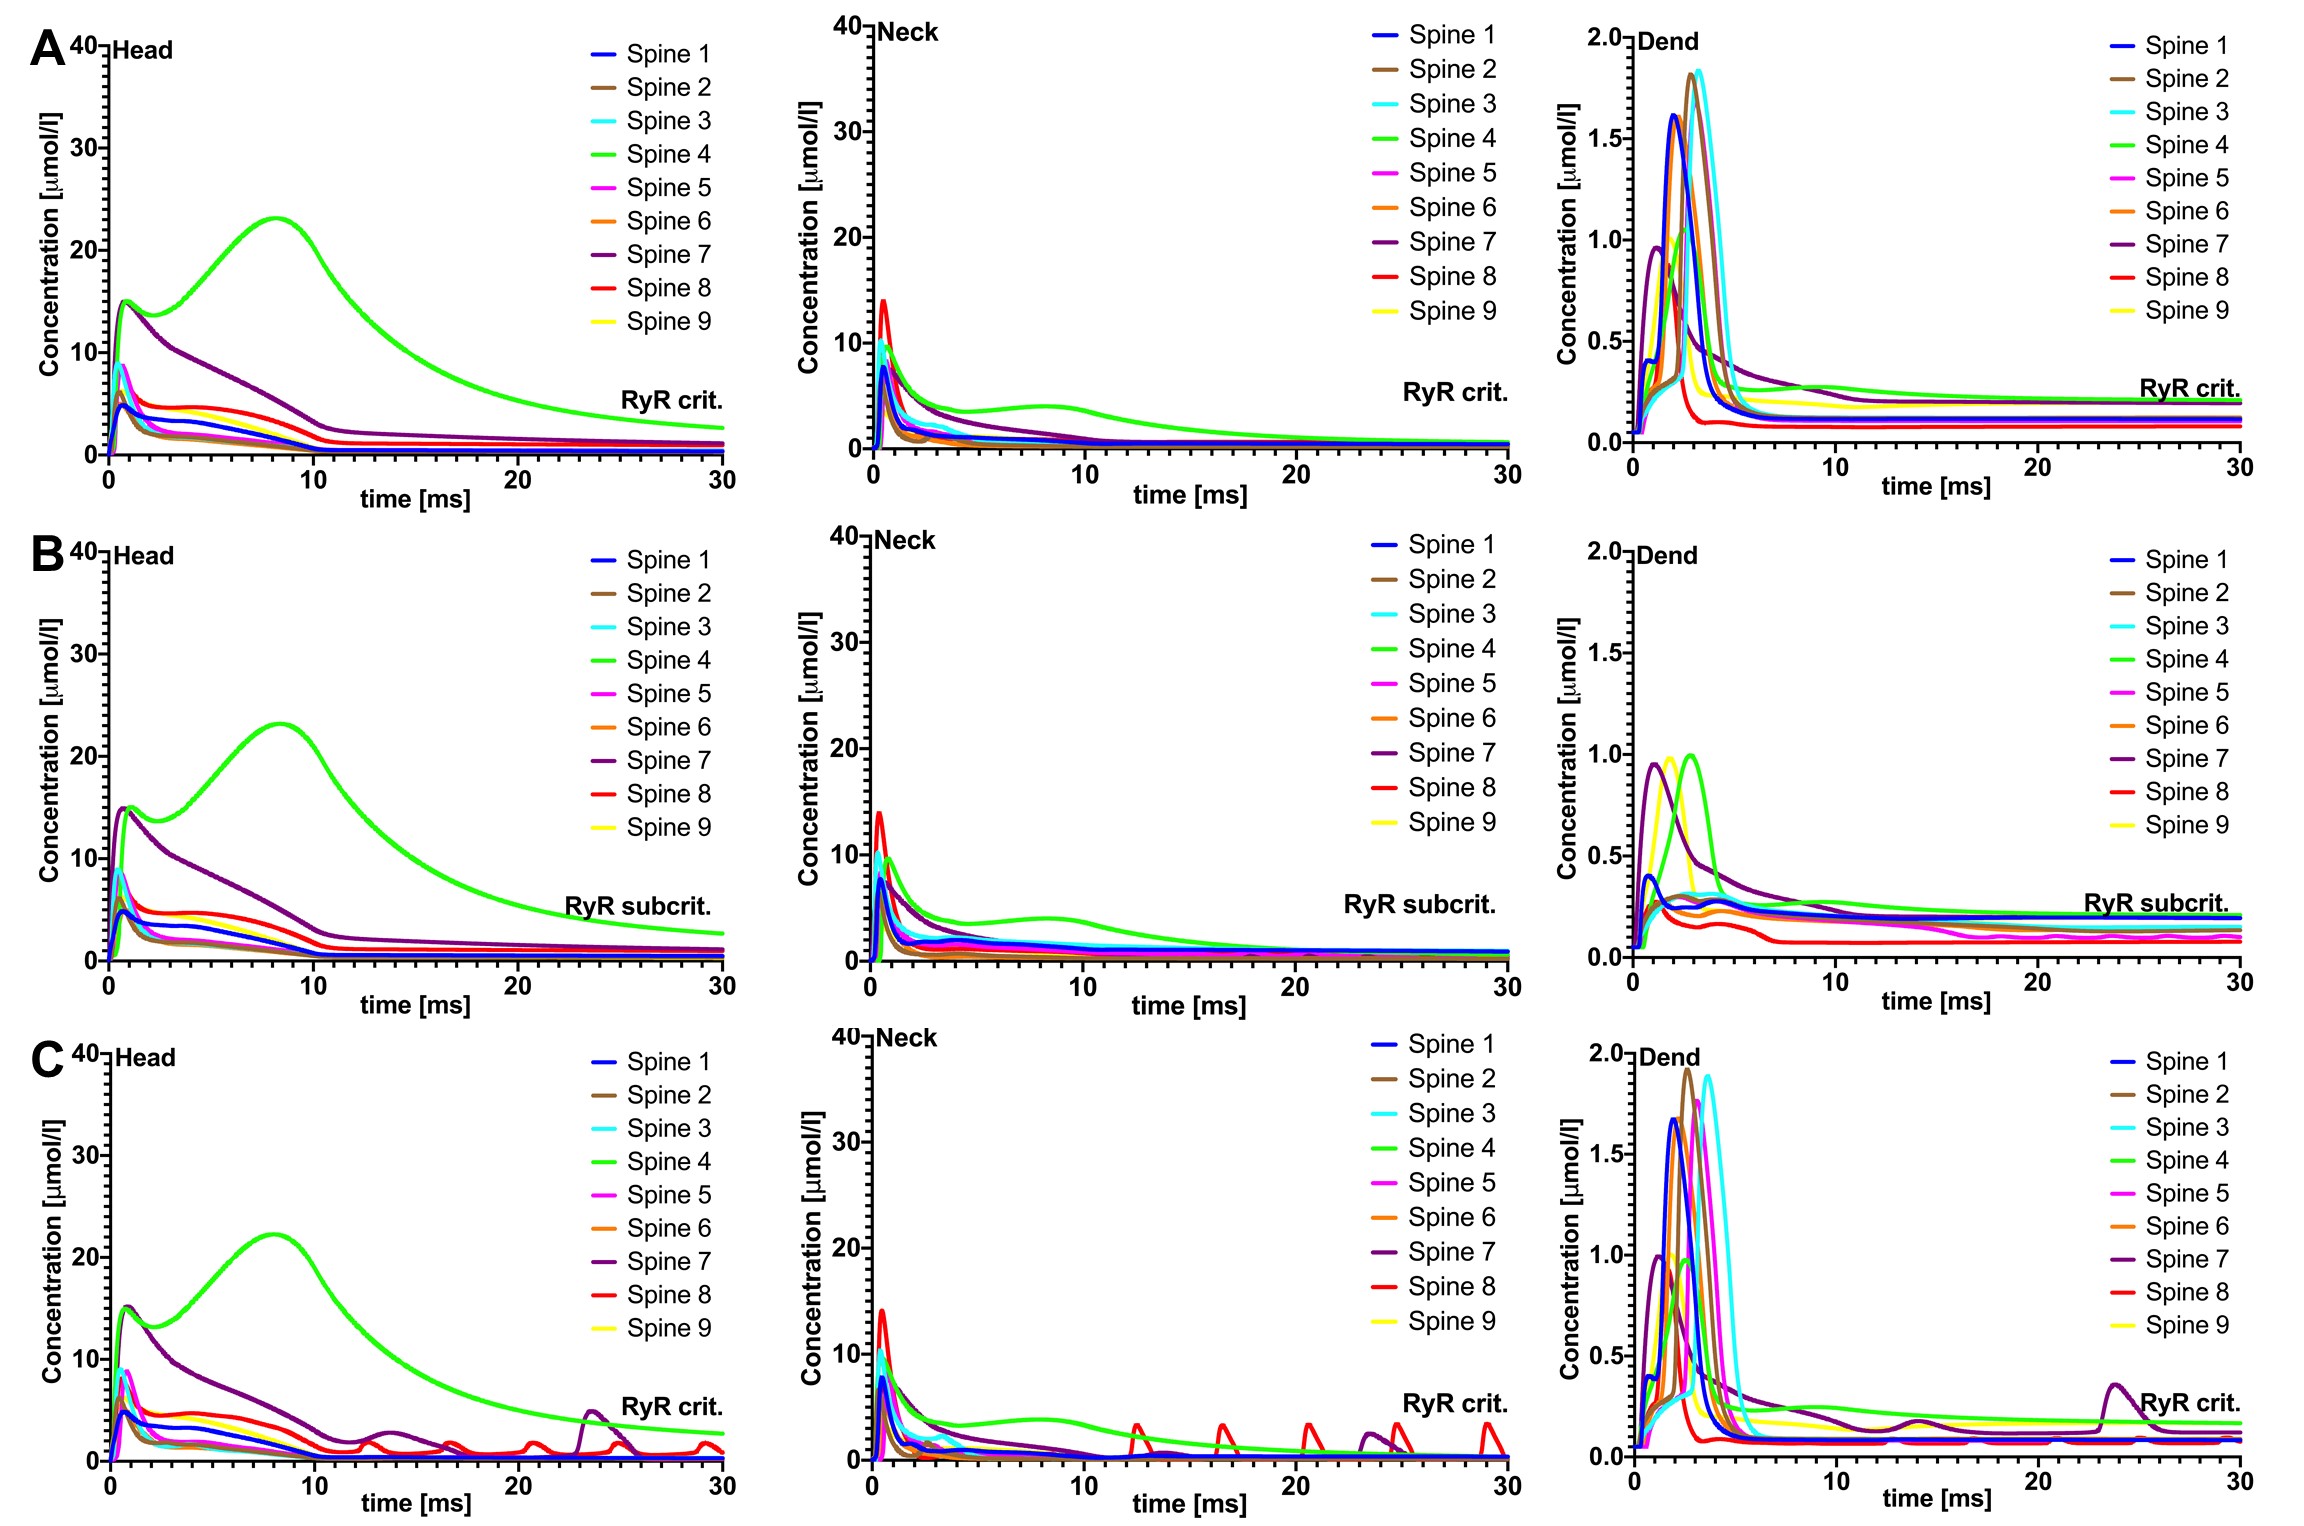 A
Head
40
30
20
10
0
Concentration [µmol/l]
0 10 20 30
time [ms]
Spine 1
Spine 2
Spine 3
Spine 4
Spine 5
Spine 6
Spine 7
Spine 8
Spine 9
RyR crit.
Neck
40
30
20
10
0
Concentration [µmol/l]
0 10 20 30
time [ms]
Spine 1
Spine 2
Spine 3
Spine 4
Spine 5
Spine 6
Spine 7
Spine 8
Spine 9
RyR crit.
Dend
2.0
1.5
1.0
0.5
0.0
Concentration [µmol/l]
0 10 20 30
time [ms]
Spine 1
Spine 2
Spine 3
Spine 4
Spine 5
Spine 6
Spine 7
Spine 8
Spine 9
RyR crit.
B
Head
40
30
20
10
0
Concentration [µmol/l]
0 10 20 30
time [ms]
Spine 1
Spine 2
Spine 3
Spine 4
Spine 5
Spine 6
Spine 7
Spine 8
Spine 9
RyR subcrit.
Neck
40
30
20
10
0
Concentration [µmol/l]
0 10 20 30
time [ms]
Spine 1
Spine 2
Spine 3
Spine 4
Spine 5
Spine 6
Spine 7
Spine 8
Spine 9
RyR subcrit.
Dend
2.0
1.5
1.0
0.5
0.0
Concentration [µmol/l]
0 10 20 30
time [ms]
Spine 1
Spine 2
Spine 3
Spine 4
Spine 5
Spine 6
Spine 7
Spine 8
Spine 9
RyR subcrit.
C
Head
40
30
20
10
0
Concentration [µmol/l]
0 10 20 30
time [ms]
Spine 1
Spine 2
Spine 3
Spine 4
Spine 5
Spine 6
Spine 7
Spine 8
Spine 9
RyR crit.
Neck
40
30
20
10
0
Concentration [µmol/l]
0 10 20 30
time [ms]
Spine 1
Spine 2
Spine 3
Spine 4
Spine 5
Spine 6
Spine 7
Spine 8
Spine 9
RyR crit.
Dend
2.0
1.5
1.0
0.5
0.0
Concentration [µmol/l]
0 10 20 30
time [ms]
Spine 1
Spine 2
Spine 3
Spine 4
Spine 5
Spine 6
Spine 7
Spine 8
Spine 9
RyR crit.